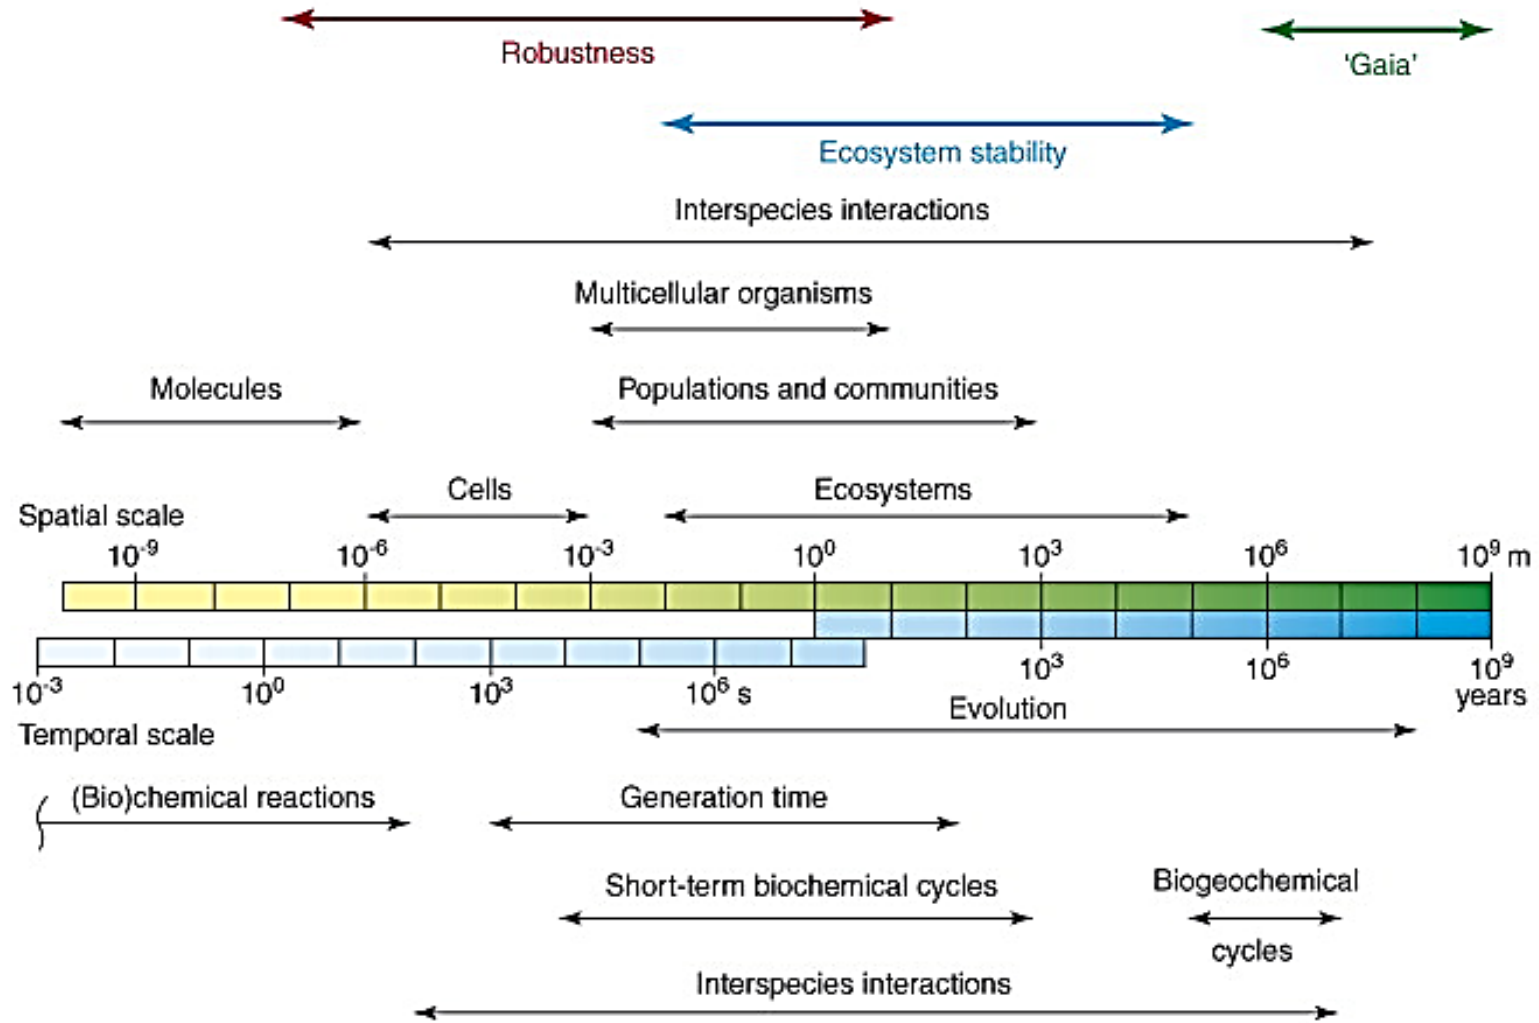 Robustness
'Gaia'
Ecosystem stability
Interspecies interactions
Multicellular organisms
Molecules
Populations and communities
Cells
Ecosystems
Spatial scale
10⁻⁹ 10⁻⁶ 10⁻³ 10⁰ 10³ 10⁶ 10⁹ m
10⁻³ 10⁰ 10³ 10⁶ s 10³ 10⁶ 10⁹
years
Evolution
Temporal scale
(Bio)chemical reactions
Generation time
Short-term biochemical cycles
Biogeochemical
cycles
Interspecies interactions